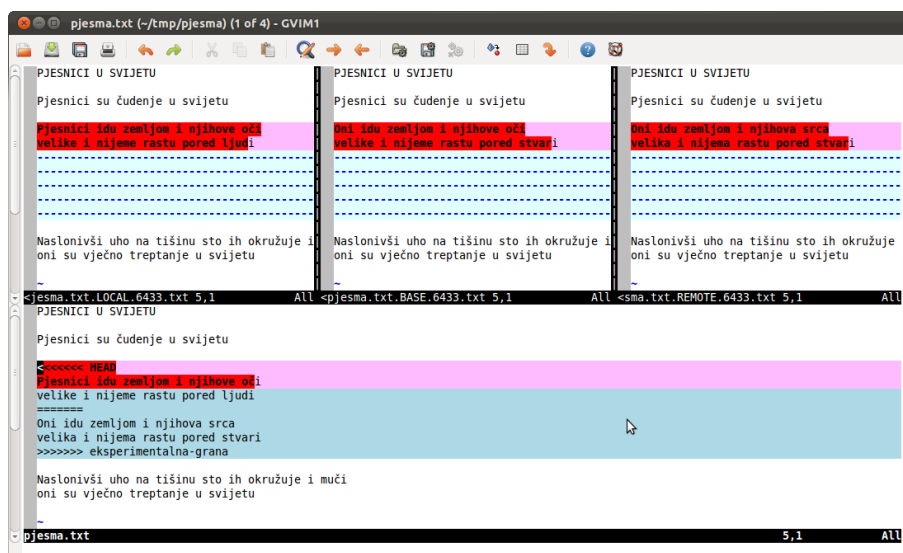 pjesma.txt (~/tmp/pjesma) (1 of 4) - GVIM1
PJESNICI U SVIJETU
Pjesnici su čuđenje u svijetu
Pjesnici idu zemljom i njihove oči
velike i nijeme rastu pored ljudi
Naslonivši uho na tišinu sto ih okružuje i
oni su vječno treptanje u svijetu
~
<jesma.txt.LOCAL.6433.txt 5,1 All
PJESNICI U SVIJETU
Pjesnici su čuđenje u svijetu
Oni idu zemljom i njihove oči
velike i nijeme rastu pored stvari
Naslonivši uho na tišinu sto ih okružuje i
oni su vječno treptanje u svijetu
~
<pjesma.txt.BASE.6433.txt 5,1 All
PJESNICI U SVIJETU
Pjesnici su čuđenje u svijetu
Oni idu zemljom i njihova srca
velika i nijema rastu pored stvari
Naslonivši uho na tišinu sto ih okružuje
oni su vječno treptanje u svijetu
~
<sma.txt.REMOTE.6433.txt 5,1 All
PJESNICI U SVIJETU
Pjesnici su čuđenje u svijetu
<<<<<<< HEAD
Pjesnici idu zemljom i njihove oči
velike i nijeme rastu pored ljudi
=======
Oni idu zemljom i njihova srca
velika i nijema rastu pored stvari
>>>>>>> eksperimentalna-grana
Naslonivši uho na tišinu sto ih okružuje i muči
oni su vječno treptanje u svijetu
~
pjesma.txt 5,1 All